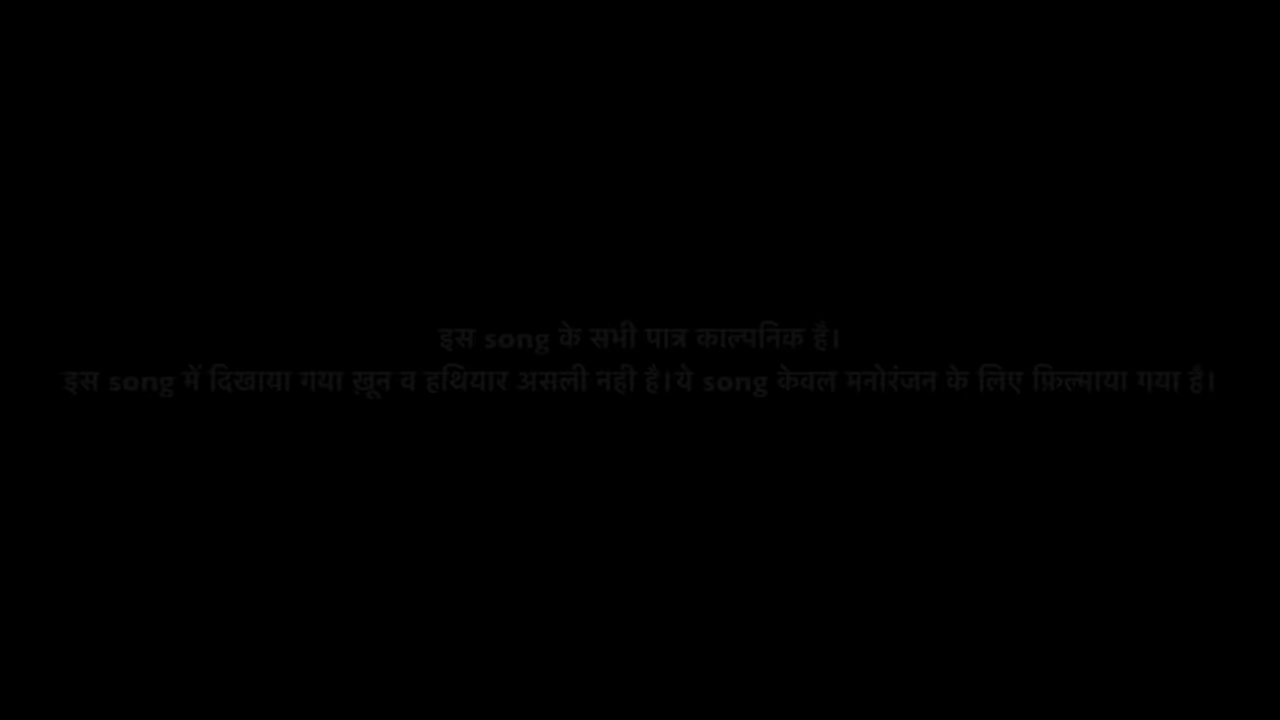 इस song के सभी पात्र काल्पनिक है।
इस song में दिखाया गया ख़ून व हथियार असली नही है।ये song केवल मनोरंजन के लिए फ़िल्माया गया है।